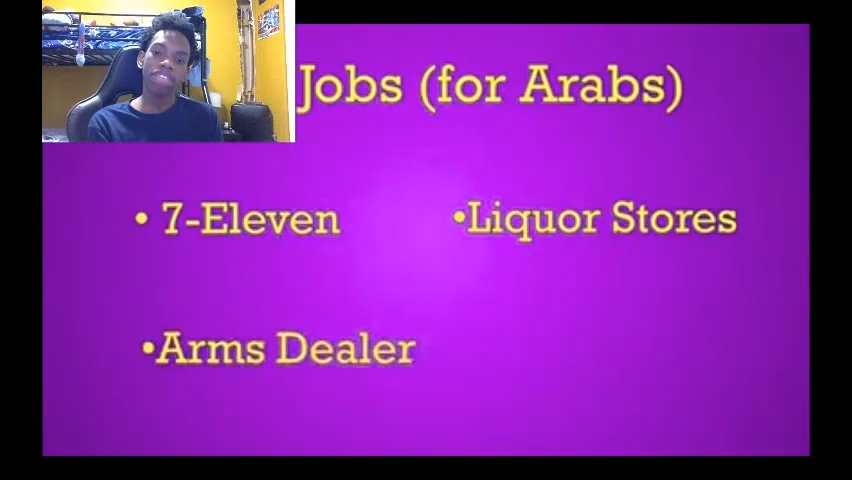 Jobs (for Arabs)
• 7-Eleven
•Liquor Stores
•Arms Dealer